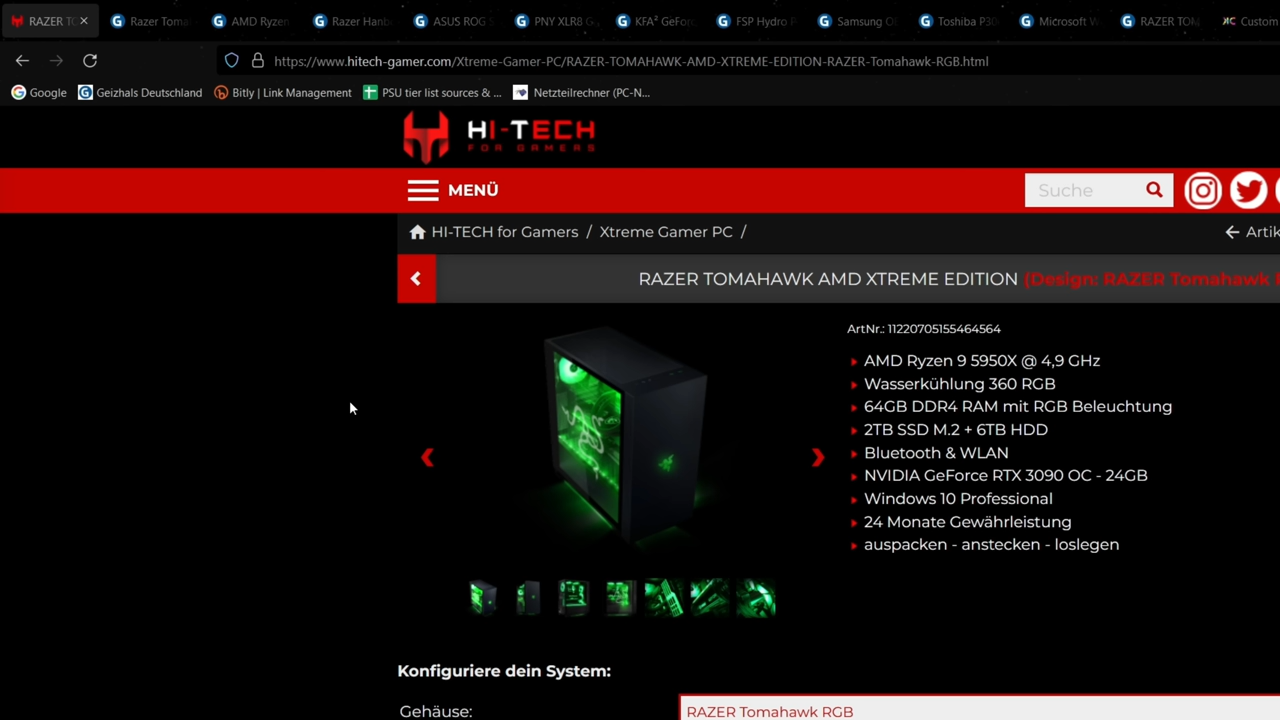 RAZER T
Razer Toma
AMD Ryzen
Razer Hanb
ASUS ROG S
PNY XLR8 G
KFA² GeForc
FSP Hydro P
Samsung O
Toshiba P30
Microsoft W
RAZER TOM
Custom
https://www.hitech-gamer.com/Xtreme-Gamer-PC/RAZER-TOMAHAWK-AMD-XTREME-EDITION-RAZER-Tomahawk-RGB.html
Google
Geizhals Deutschland
Bitly | Link Management
PSU tier list sources & ...
Netzteilrechner (PC-N...
HI-TECH
FOR GAMERS
MENÜ
Suche
HI-TECH for Gamers / Xtreme Gamer PC /
Artik
RAZER TOMAHAWK AMD XTREME EDITION (Design: RAZER Tomahawk
ArtNr.: 11220705155464564
AMD Ryzen 9 5950X @ 4,9 GHz
Wasserkühlung 360 RGB
64GB DDR4 RAM mit RGB Beleuchtung
2TB SSD M.2 + 6TB HDD
Bluetooth & WLAN
NVIDIA GeForce RTX 3090 OC - 24GB
Windows 10 Professional
24 Monate Gewährleistung
auspacken - anstecken - loslegen
Konfiguriere dein System:
Gehäuse:
RAZER Tomahawk RGB